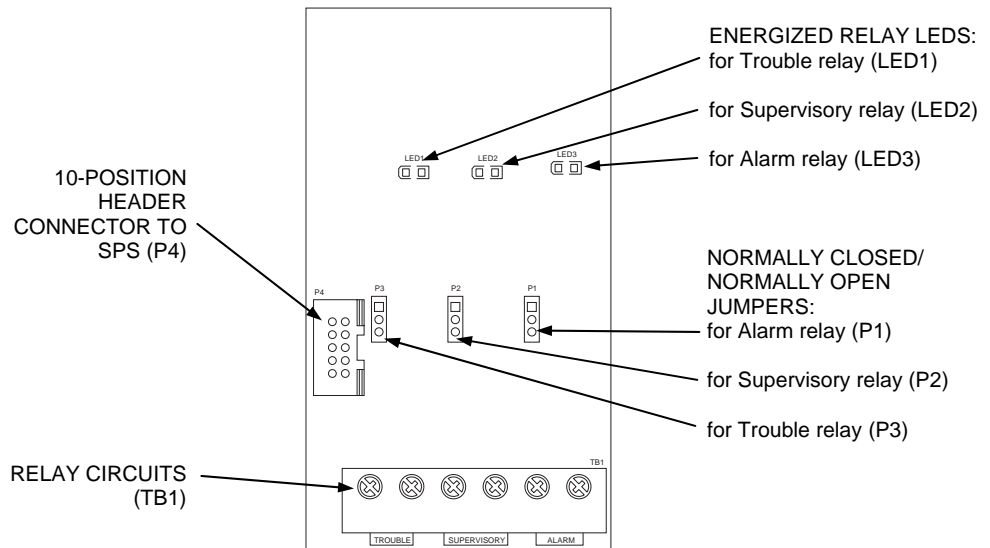 ENERGIZED RELAY LEDS:
for Trouble relay (LED1)
for Supervisory relay (LED2)
for Alarm relay (LED3)
LED1
LED2
LED3
10-POSITION
HEADER
CONNECTOR TO
SPS (P4)
NORMALLY CLOSED/
NORMALLY OPEN
JUMPERS:
for Alarm relay (P1)
for Supervisory relay (P2)
for Trouble relay (P3)
P4
P3
P2
P1
RELAY CIRCUITS
(TB1)
TB1
TROUBLE
SUPERVISORY
ALARM